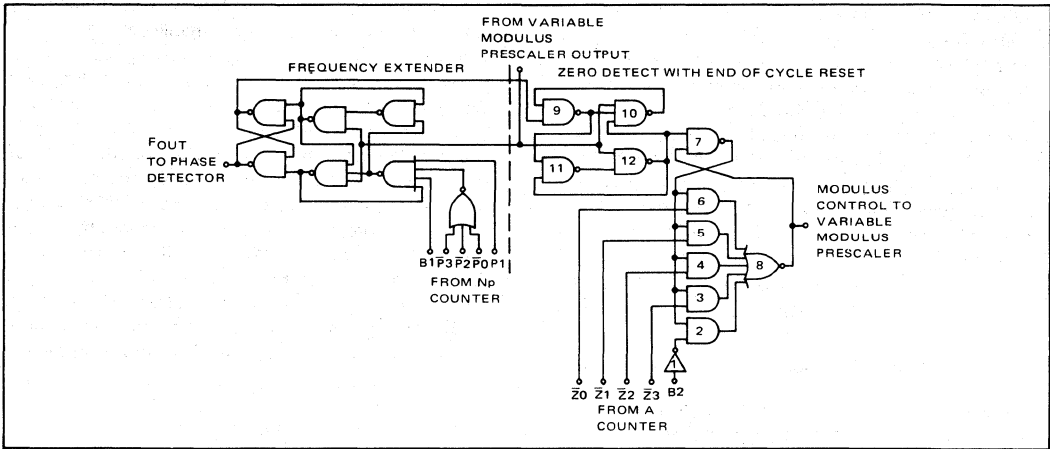 FROM VARIABLE
MODULUS
PRESCALER OUTPUT
FREQUENCY EXTENDER
ZERO DETECT WITH END OF CYCLE RESET
9
10
7
11
12
FOUT
TO PHASE
DETECTOR
6
5
4
8
3
2
1
MODULUS
CONTROL TO
VARIABLE
MODULUS
PRESCALER
B1 P̅3 P̅2 P̅0 P1
FROM Np
COUNTER
Z̅0 Z̅1 Z̅2 Z̅3 B2
FROM A
COUNTER